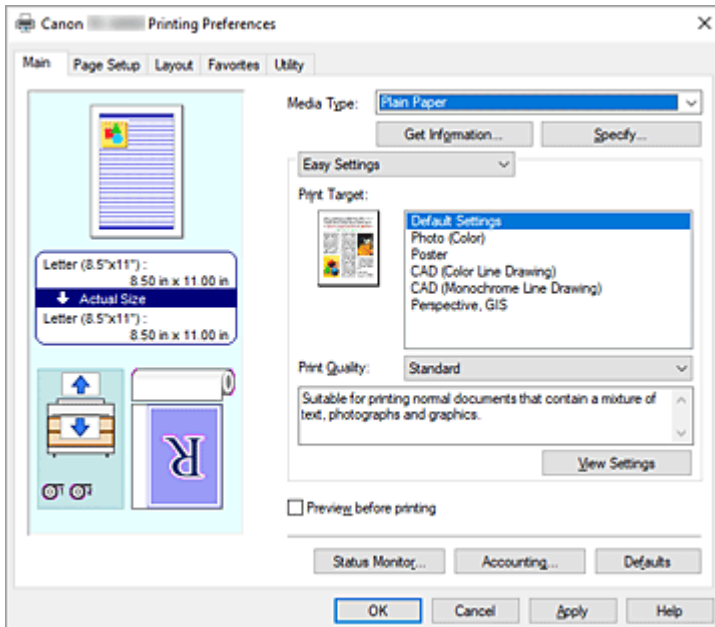 Canon Printing Preferences
Main Page Setup Layout Favorites Utility
Media Type: Plain Paper
Get Information... Specify...
Easy Settings
Print Target:
Default Settings
Photo (Color)
Poster
CAD (Color Line Drawing)
CAD (Monochrome Line Drawing)
Perspective, GIS
Letter (8.5"x11") :
8.50 in x 11.00 in
Actual Size
Letter (8.5"x11") :
8.50 in x 11.00 in
Print Quality: Standard
Suitable for printing normal documents that contain a mixture of
text, photographs and graphics.
R
View Settings
Preview before printing
Status Monitor... Accounting... Defaults
OK Cancel Apply Help